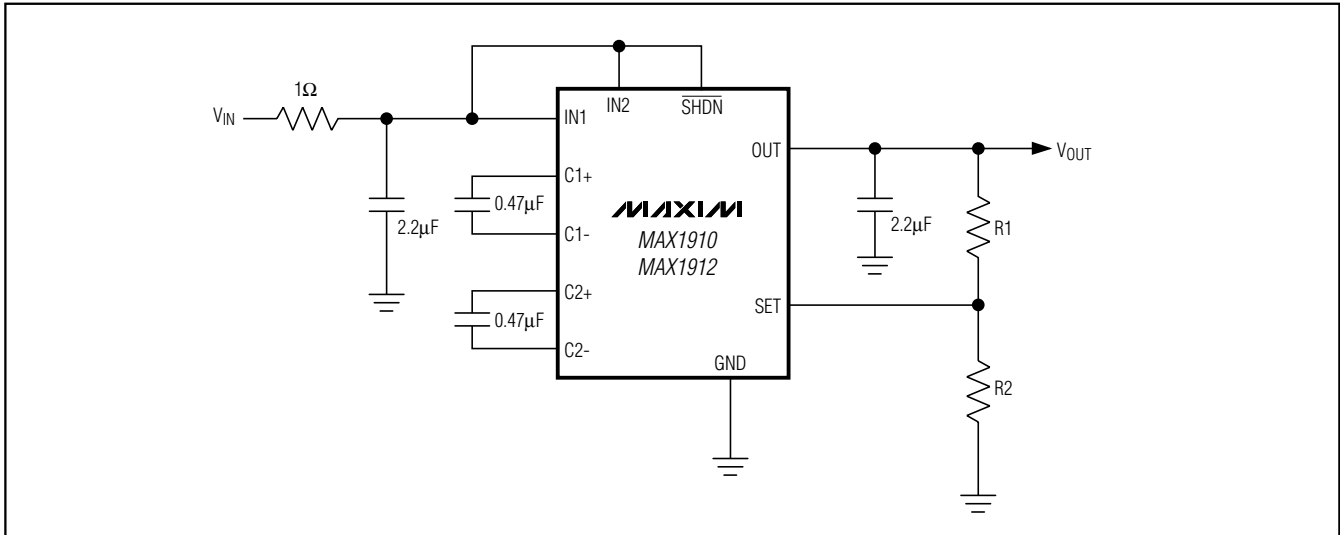 1Ω
V_IN
IN1
IN2
SHDN
OUT
V_OUT
C1+
0.47µF
C1-
2.2µF
MAXIM
MAX1910
MAX1912
2.2µF
R1
C2+
0.47µF
C2-
SET
GND
R2